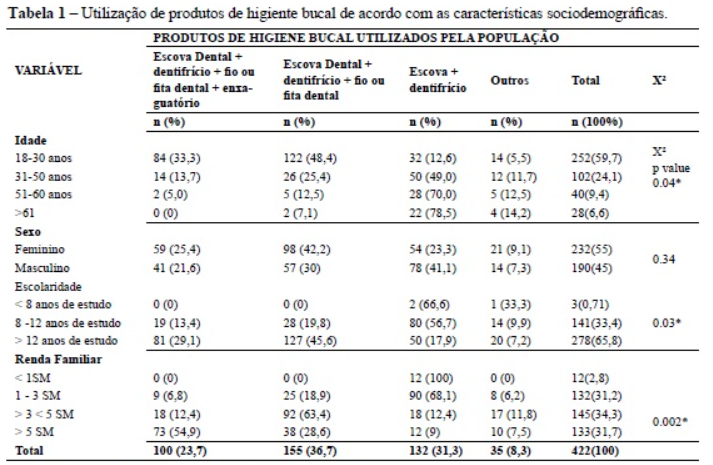 Tabela 1 – Utilização de produtos de higiente bucal de acordo com as características sociodemográficas.
PRODUTOS DE HIGIENE BUCAL UTILIZADOS PELA POPULAÇÃO
VARIÁVEL
Escova Dental +
dentifrício + fio ou
fita dental + enxa-
guatório
Escova Dental +
dentifrício + fio ou
fita dental
Escova +
dentifrício
Outros
Total
X²
n (%) n (%) n (%) n (%) n (100%)
Idade
18-30 anos 84 (33,3) 122 (48,4) 32 (12,6) 14 (5,5) 252(59,7)
31-50 anos 14 (13,7) 26 (25,4) 50 (49,0) 12 (11,7) 102(24,1)
51-60 anos 2 (5,0) 5 (12,5) 28 (70,0) 5 (12,5) 40(9,4)
>61 0 (0) 2 (7,1) 22 (78,5) 4 (14,2) 28(6,6)
X²
p value
0.04*
Sexo
Feminino 59 (25,4) 98 (42,2) 54 (23,3) 21 (9,1) 232(55)
Masculino 41 (21,6) 57 (30) 78 (41,1) 14 (7,3) 190(45)
0.34
Escolaridade
< 8 anos de estudo 0 (0) 0 (0) 2 (66,6) 1 (33,3) 3(0,71)
8 -12 anos de estudo 19 (13,4) 28 (19,8) 80 (56,7) 14 (9,9) 141(33,4) 0.03*
> 12 anos de estudo 81 (29,1) 127 (45,6) 50 (17,9) 20 (7,2) 278(65,8)
Renda Familiar
< 1SM 0 (0) 0 (0) 12 (100) 0 (0) 12(2,8)
1 - 3 SM 9 (6,8) 25 (18,9) 90 (68,1) 8 (6,2) 132(31,2)
> 3 < 5 SM 18 (12,4) 92 (63,4) 18 (12,4) 17 (11,8) 145(34,3)
> 5 SM 73 (54,9) 38 (28,6) 12 (9) 10 (7,5) 133(31,7)
0.002*
Total 100 (23,7) 155 (36,7) 132 (31,3) 35 (8,3) 422(100)